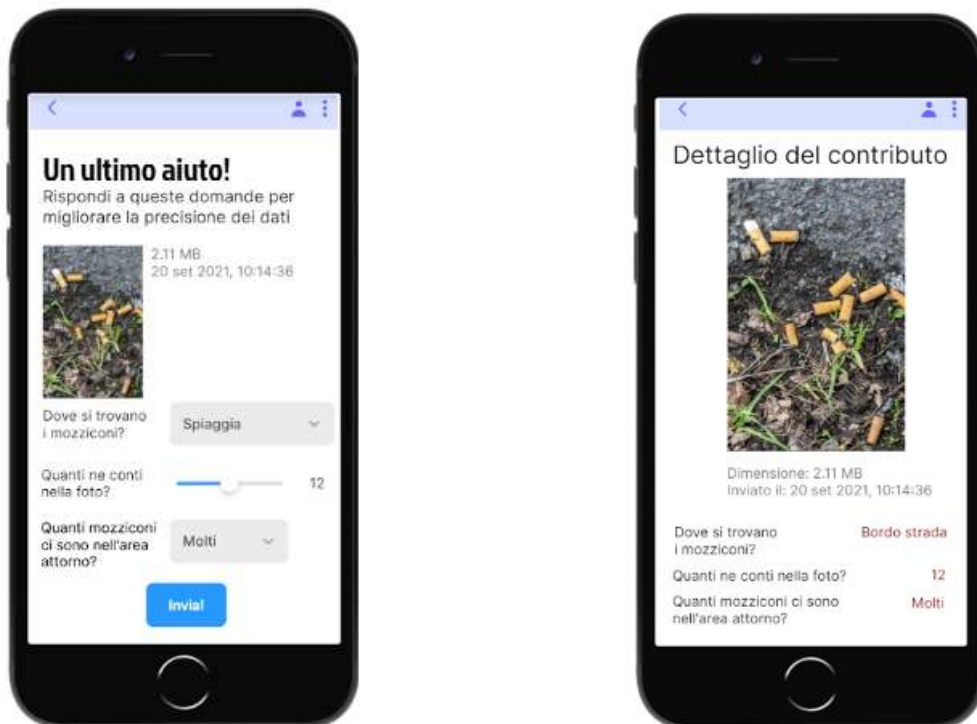 Un ultimo aiuto!
Rispondi a queste domande per
migliorare la precisione dei dati
2.11 MB
20 set 2021, 10:14:36
Dove si trovano
i mozziconi?
Spiaggia
Quanti ne conti
nella foto?
12
Quanti mozziconi
ci sono nell'area
attorno?
Molti
Invia!
Dettaglio del contributo
Dimensione: 2.11 MB
Inviato il: 20 set 2021, 10:14:36
Dove si trovano
i mozziconi?
Bordo strada
Quanti ne conti nella foto?
12
Quanti mozziconi ci sono
nell'area attorno?
Molti